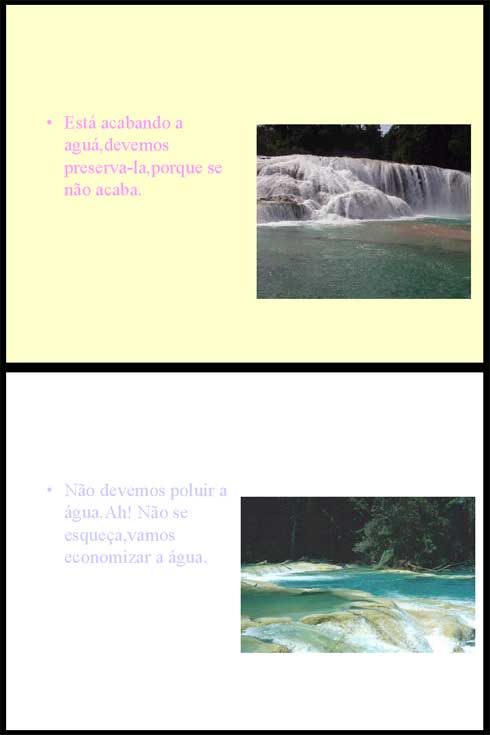 • Está acabando a
aguá,devemos
preserva-la,porque se
não acaba.
• Não devemos poluir a
água.Ah! Não se
esqueça,vamos
economizar a água.